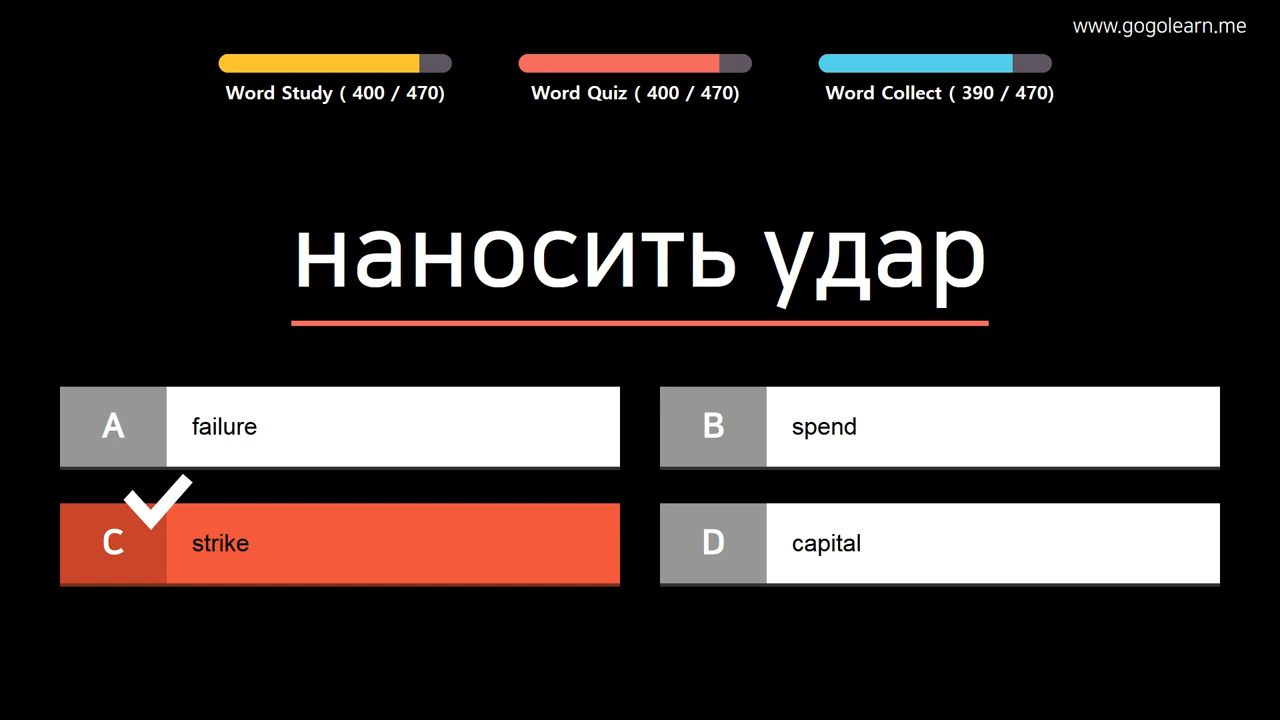 www.gogolearn.me
Word Study ( 400 / 470)
Word Quiz ( 400 / 470)
Word Collect ( 390 / 470)
наносить удар
A failure
B spend
C strike
D capital